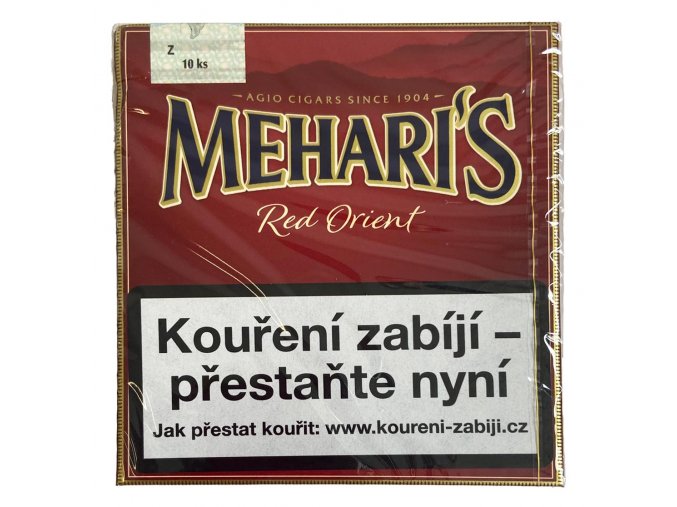 Z
10 ks
AGIO CIGARS SINCE 1904
MEHARI'S
Red Orient
Kouření zabíjí –
přestaňte nyní
Jak přestat kouřit: www.koureni-zabiji.cz